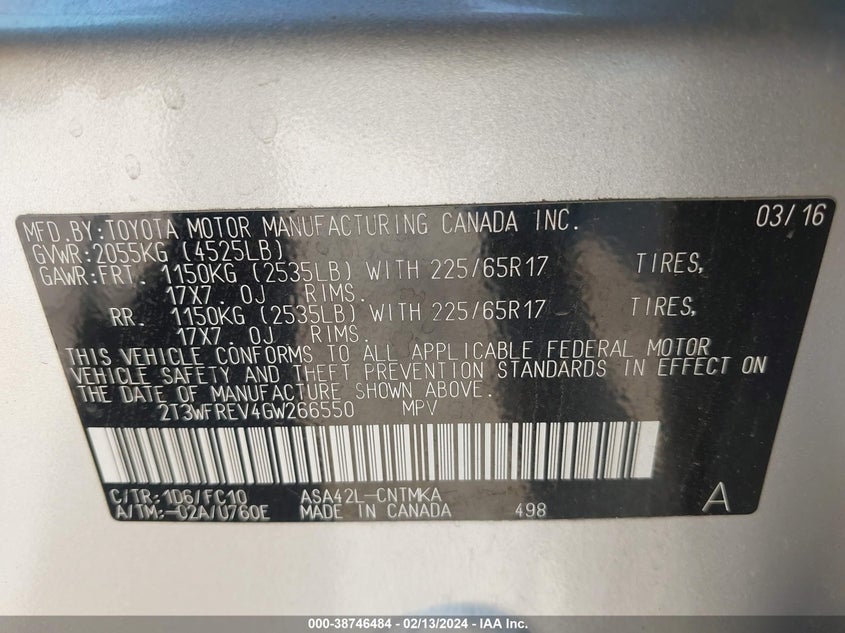 MFD.BY:TOYOTA MOTOR MANUFACTURING CANADA INC. 03/16
GVWR:2055KG (4525LB)
GAWR:FRT. 1150KG (2535LB) WITH 225/65R17 TIRES,
17X7. 0J RIMS.
RR. 1150KG (2535LB) WITH 225/65R17 TIRES,
17X7. 0J RIMS.
THIS VEHICLE CONFORMS TO ALL APPLICABLE FEDERAL MOTOR
VEHICLE SAFETY AND THEFT PREVENTION STANDARDS IN EFFECT ON
THE DATE OF MANUFACTURE SHOWN ABOVE.
2T3WFREV4GW266550 MPV
C/TR:1D6/FC10 ASA42L-CNTMKA A
A/TM:-02A/U760E MADE IN CANADA 498
000-38746484 - 02/13/2024 - IAA Inc.